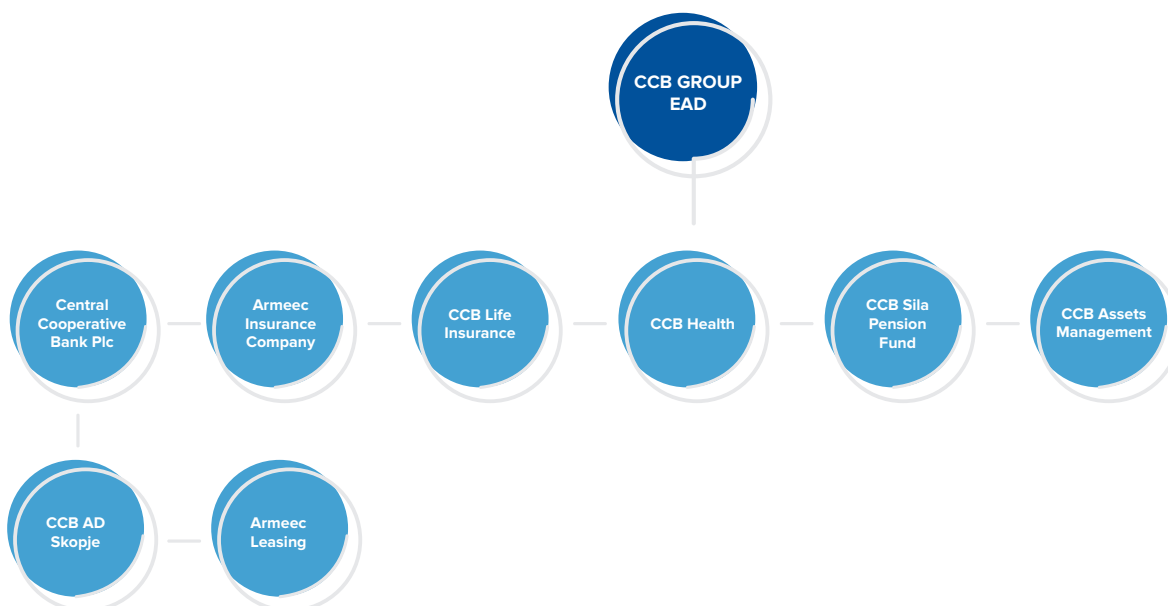 CCB GROUP
EAD
Central
Cooperative
Bank Plc
Armeec
Insurance
Company
CCB Life
Insurance
CCB Health
CCB Sila
Pension
Fund
CCB Assets
Management
CCB AD
Skopje
Armeec
Leasing